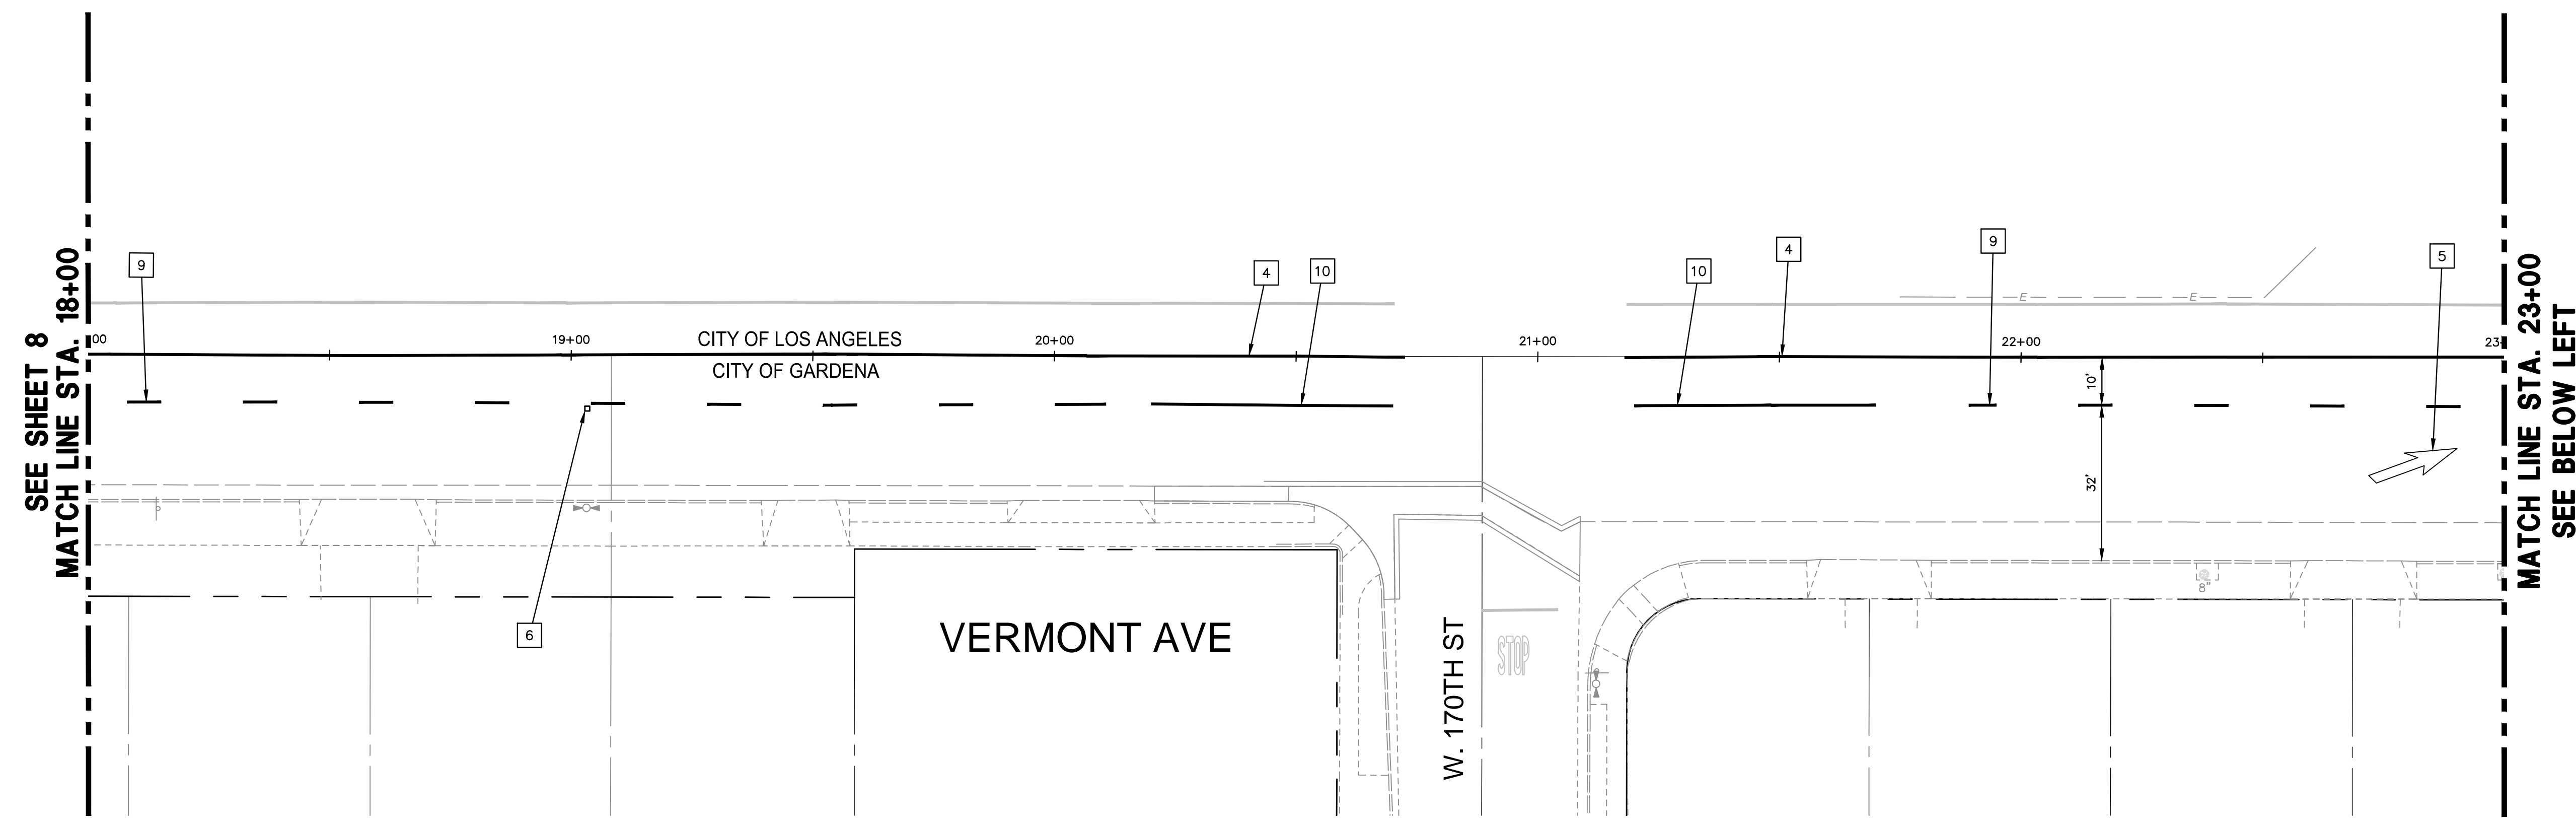 SEE SHEET 8
MATCH LINE STA. 18+00
9
4
10
10
4
9
5
00
19+00
CITY OF LOS ANGELES
20+00
21+00
22+00
23+
CITY OF GARDENA
10'
32'
E
E
6
VERMONT AVE
W. 170TH ST
STOP
8"
MATCH LINE STA. 23+00
SEE BELOW LEFT